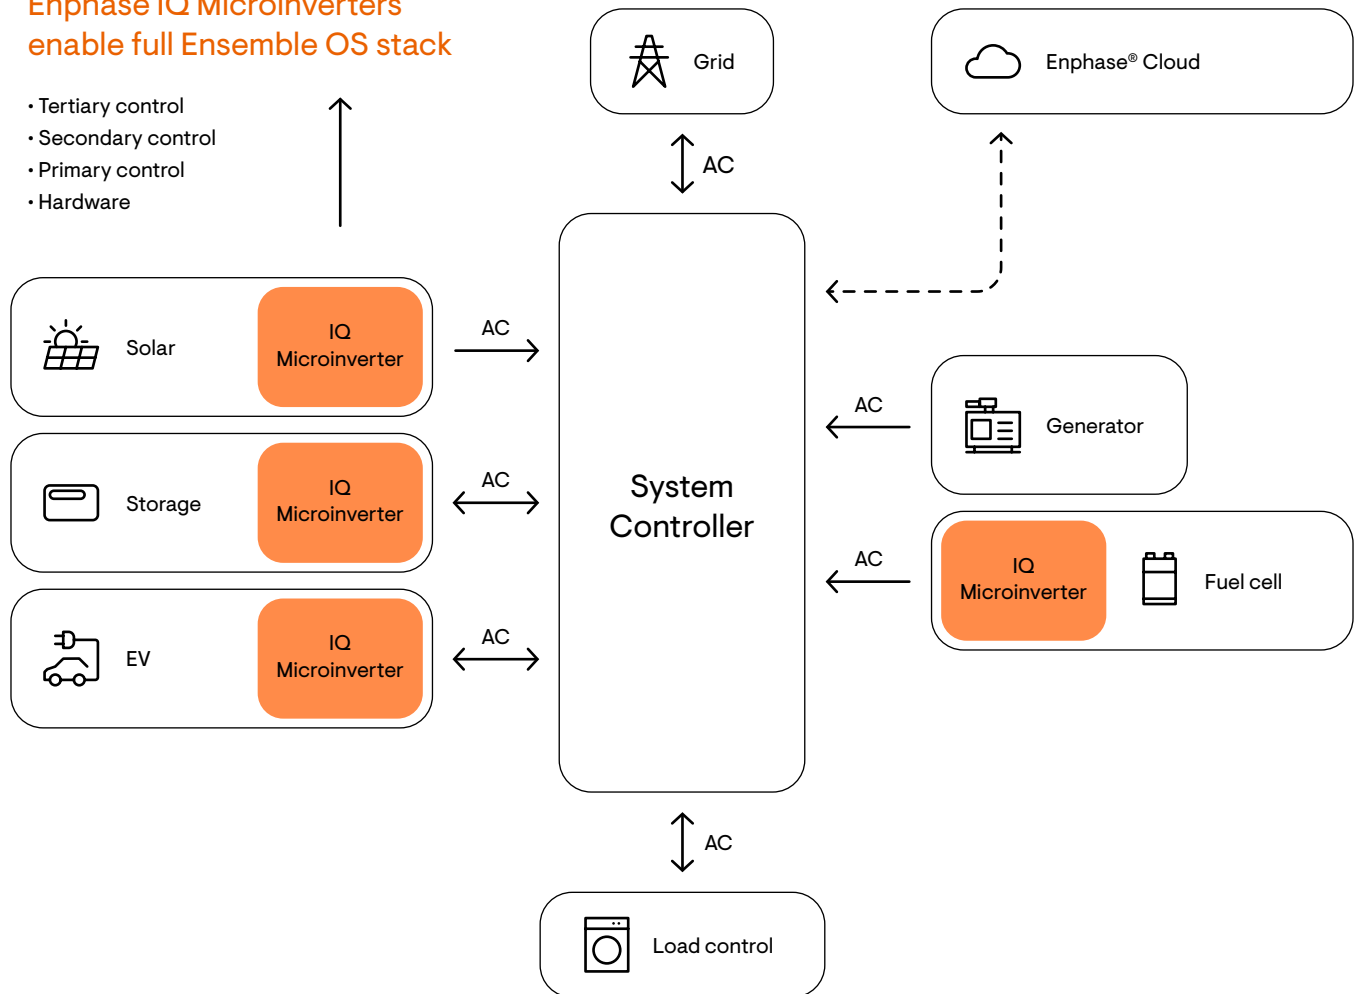 Enphase IQ Microinverters
enable full Ensemble OS stack
• Tertiary control
• Secondary control
• Primary control
• Hardware
Grid
Enphase® Cloud
AC
Solar
IQ
Microinverter
AC
Storage
IQ
Microinverter
AC
EV
IQ
Microinverter
AC
System
Controller
AC
Generator
AC
IQ
Microinverter
Fuel cell
AC
Load control